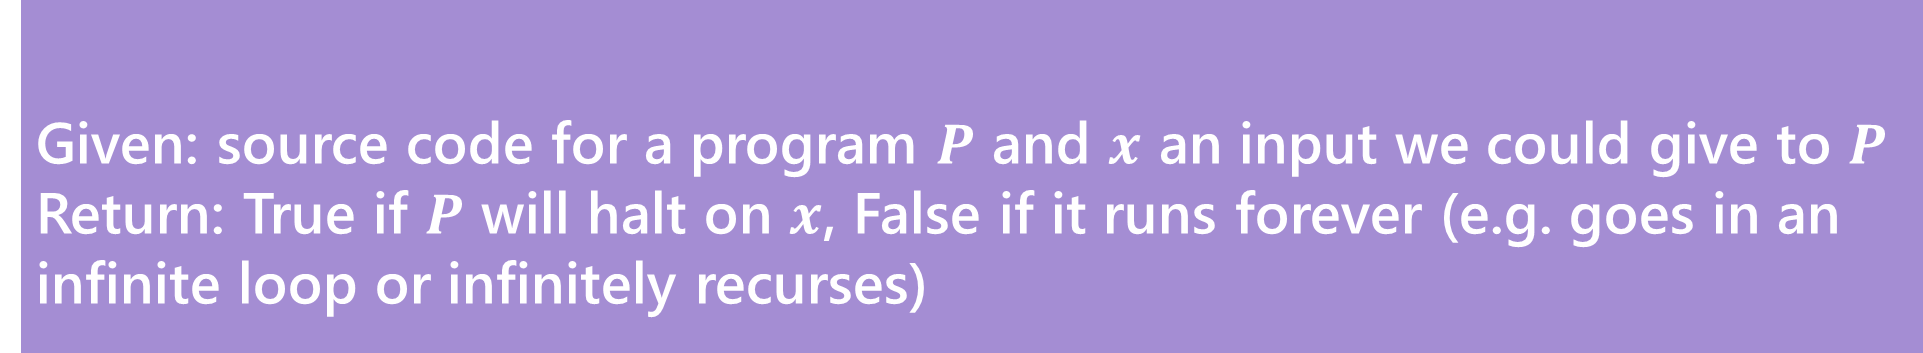 Given: source code for a program P and x an input we could give to P
Return: True if P will halt on x, False if it runs forever (e.g. goes in an
infinite loop or infinitely recurses)